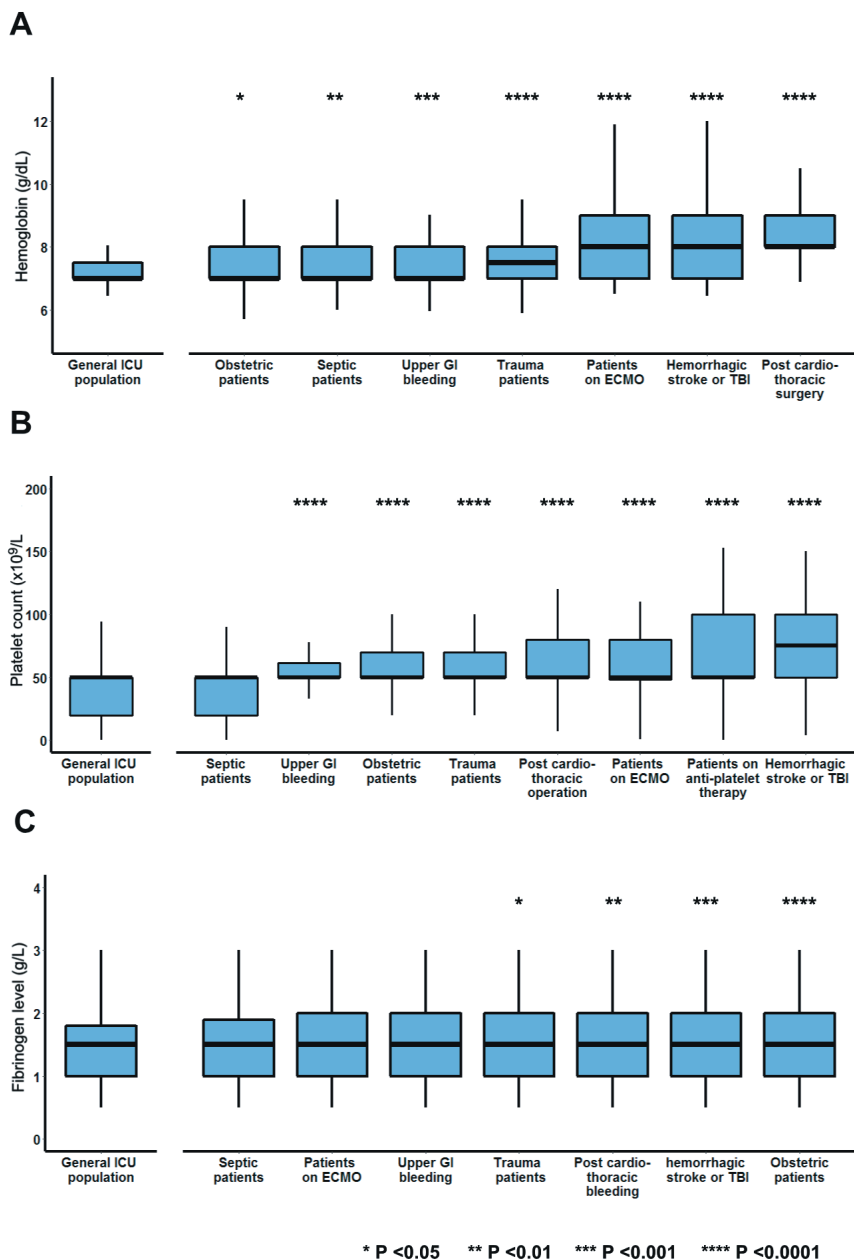 A
Hemoglobin (g/dL)
12
10
8
6
* ** *** **** **** **** ****
General ICU population
Obstetric patients
Septic patients
Upper GI bleeding
Trauma patients
Patients on ECMO
Hemorrhagic stroke or TBI
Post cardio-thoracic surgery
B
Platelet count (x10⁹/L
200
150
100
50
0
**** **** **** **** **** **** ****
General ICU population
Septic patients
Upper GI bleeding
Obstetric patients
Trauma patients
Post cardio-thoracic operation
Patients on ECMO
Patients on anti-platelet therapy
Hemorrhagic stroke or TBI
C
Fibrinogen level (g/L)
4
3
2
1
0
* ** *** ****
General ICU population
Septic patients
Patients on ECMO
Upper GI bleeding
Trauma patients
Post cardio-thoracic bleeding
hemorrhagic stroke or TBI
Obstetric patients
* P <0.05 ** P <0.01 *** P <0.001 **** P <0.0001